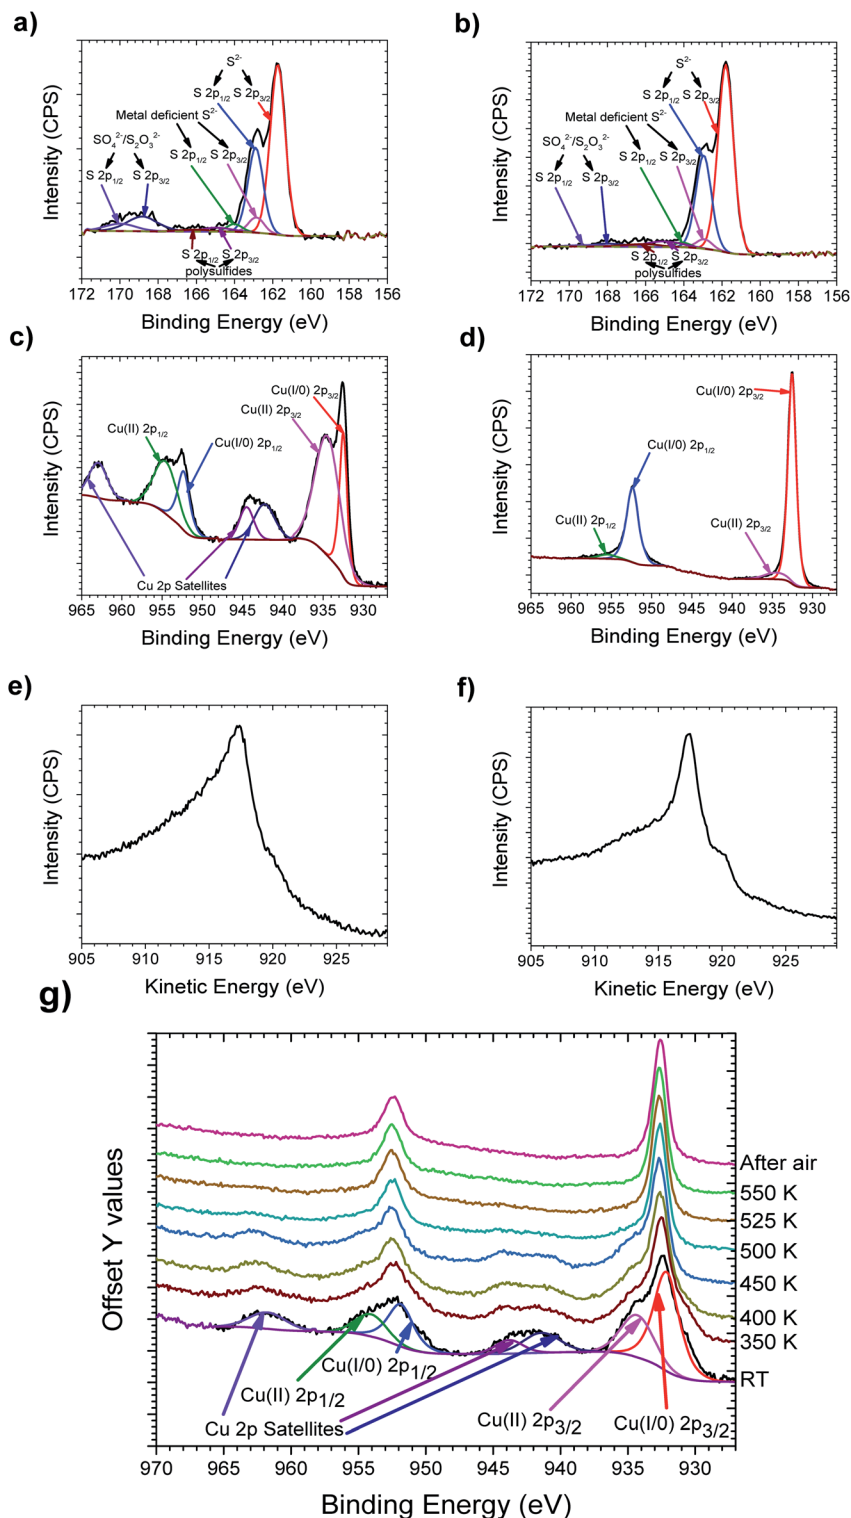 a)
Intensity (CPS)
S²⁻
S 2p₁/₂ S 2p₃/₂
Metal deficient S²⁻
SO₄²⁻/S₂O₃²⁻
S 2p₁/₂ S 2p₃/₂
S 2p₁/₂ S 2p₃/₂
S 2p₁/₂ S 2p₃/₂
polysulfides
172 170 168 166 164 162 160 158 156
Binding Energy (eV)
b)
Intensity (CPS)
S²⁻
S 2p₁/₂ S 2p₃/₂
Metal deficient S²⁻
SO₄²⁻/S₂O₃²⁻
S 2p₁/₂ S 2p₃/₂
S 2p₁/₂ S 2p₃/₂
S 2p₁/₂ S 2p₃/₂
polysulfides
172 170 168 166 164 162 160 158 156
Binding Energy (eV)
c)
Intensity (CPS)
Cu(I/0) 2p₃/₂
Cu(II) 2p₃/₂
Cu(II) 2p₁/₂
Cu(I/0) 2p₁/₂
Cu 2p Satellites
965 960 955 950 945 940 935 930
Binding Energy (eV)
d)
Intensity (CPS)
Cu(I/0) 2p₃/₂
Cu(I/0) 2p₁/₂
Cu(II) 2p₁/₂
Cu(II) 2p₃/₂
965 960 955 950 945 940 935 930
Binding Energy (eV)
e)
Intensity (CPS)
905 910 915 920 925
Kinetic Energy (eV)
f)
Intensity (CPS)
905 910 915 920 925
Kinetic Energy (eV)
g)
Offset Y values
After air
550 K
525 K
500 K
450 K
400 K
350 K
RT
Cu(I/0) 2p₁/₂
Cu(II) 2p₁/₂
Cu 2p Satellites
Cu(II) 2p₃/₂
Cu(I/0) 2p₃/₂
970 965 960 955 950 945 940 935 930
Binding Energy (eV)